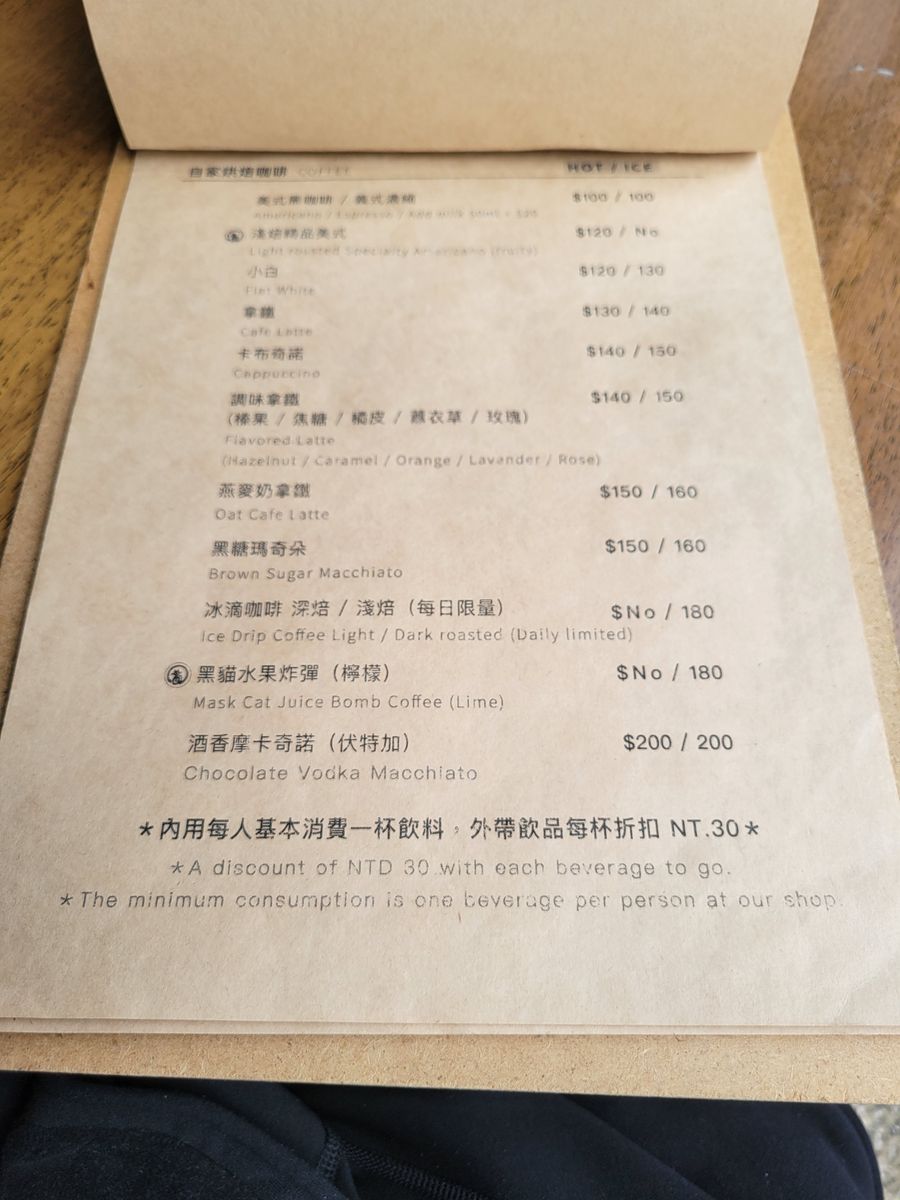 自家烘焙咖啡 COFFEE HOT / ICE
美式黑咖啡 / 義式濃縮 $100 / 100
Americano / Espresso / Add milk
淺焙精品美式 $120 / No
Light roasted Specialty Americano (fruity)
小白 $120 / 130
Flat White
拿鐵 $130 / 140
Cafe Latte
卡布奇諾 $140 / 150
Cappuccino
調味拿鐵 $140 / 150
(榛果 / 焦糖 / 橘皮 / 薰衣草 / 玫瑰)
Flavored Latte
(Hazelnut / Caramel / Orange / Lavander / Rose)
燕麥奶拿鐵 $150 / 160
Oat Cafe Latte
黑糖瑪奇朵 $150 / 160
Brown Sugar Macchiato
冰滴咖啡 深焙 / 淺焙（每日限量） $No / 180
Ice Drip Coffee Light / Dark roasted (Daily limited)
黑貓水果炸彈（檸檬） $No / 180
Mask Cat Juice Bomb Coffee (Lime)
酒香摩卡奇諾（伏特加） $200 / 200
Chocolate Vodka Macchiato
*內用每人基本消費一杯飲料，外帶飲品每杯折扣 NT.30*
*A discount of NTD 30 with each beverage to go.
*The minimum consumption is one beverage per person at our shop.